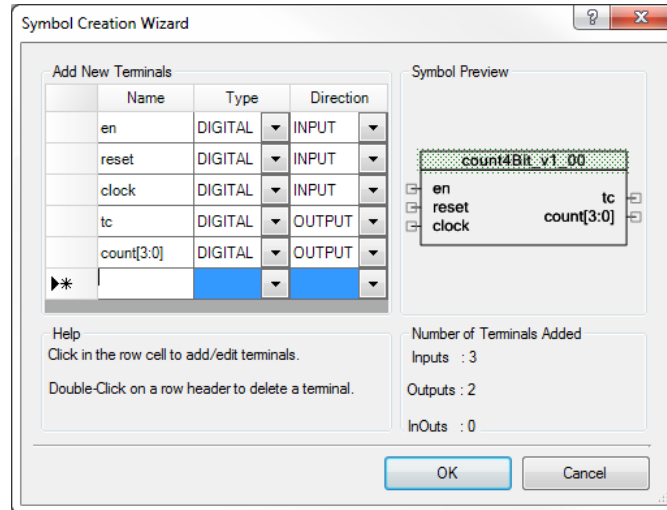 Symbol Creation Wizard
Add New Terminals
Name Type Direction
en DIGITAL INPUT
reset DIGITAL INPUT
clock DIGITAL INPUT
tc DIGITAL OUTPUT
count[3:0] DIGITAL OUTPUT
Symbol Preview
count4Bit_v1_00
en
reset
clock
tc
count[3:0]
Help
Click in the row cell to add/edit terminals.
Double-Click on a row header to delete a terminal.
Number of Terminals Added
Inputs : 3
Outputs : 2
InOuts : 0
OK Cancel